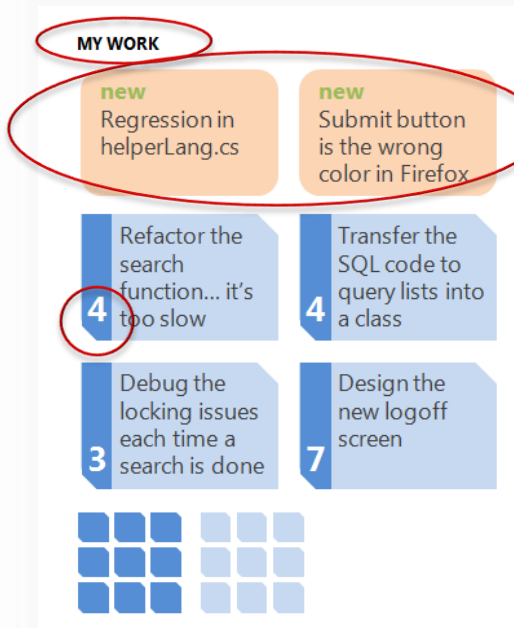 MY WORK
new
Regression in
helperLang.cs
new
Submit button
is the wrong
color in Firefox
4
Refactor the
search
function... it's
too slow
4
Transfer the
SQL code to
query lists into
a class
3
Debug the
locking issues
each time a
search is done
7
Design the
new logoff
screen